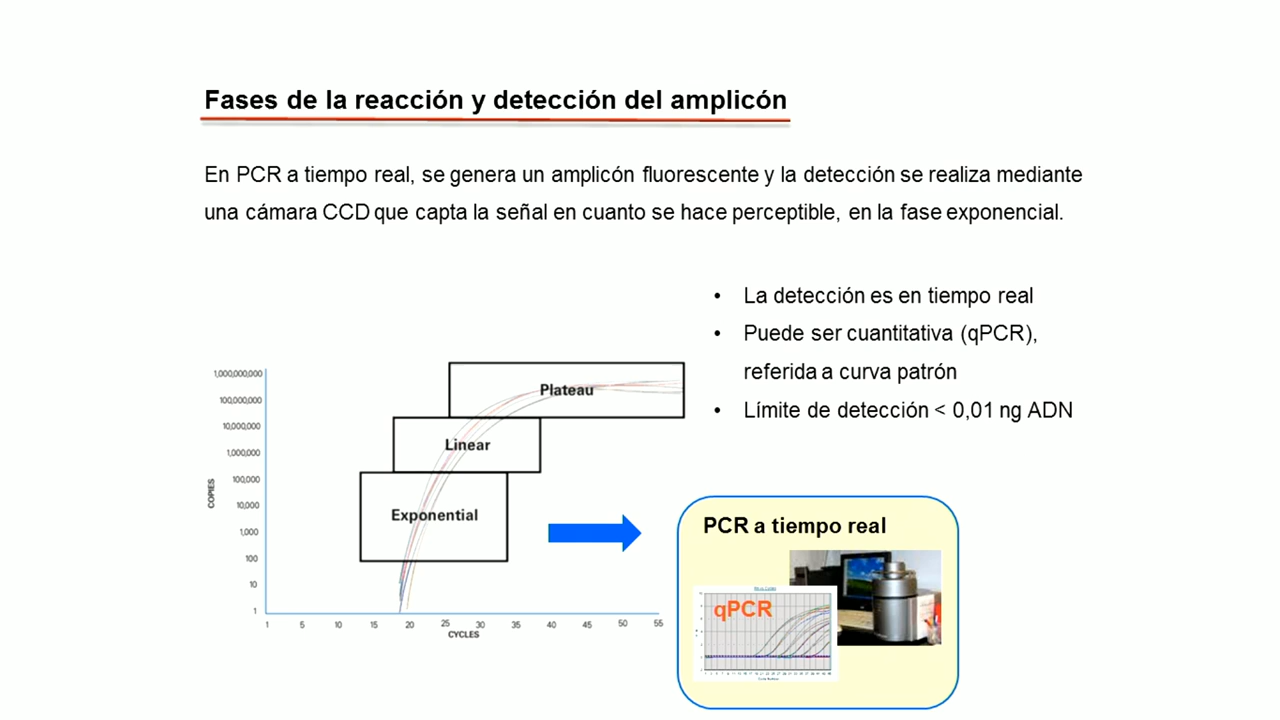 Fases de la reacción y detección del amplicón
En PCR a tiempo real, se genera un amplicón fluorescente y la detección se realiza mediante
una cámara CCD que capta la señal en cuanto se hace perceptible, en la fase exponencial.
• La detección es en tiempo real
• Puede ser cuantitativa (qPCR),
referida a curva patrón
• Límite de detección < 0,01 ng ADN
COPIES
1,000,000,000
100,000,000
10,000,000
1,000,000
100,000
10,000
1,000
100
10
1
Plateau
Linear
Exponential
1 5 10 15 20 25 30 35 40 45 50 55
CYCLES
PCR a tiempo real
qPCR